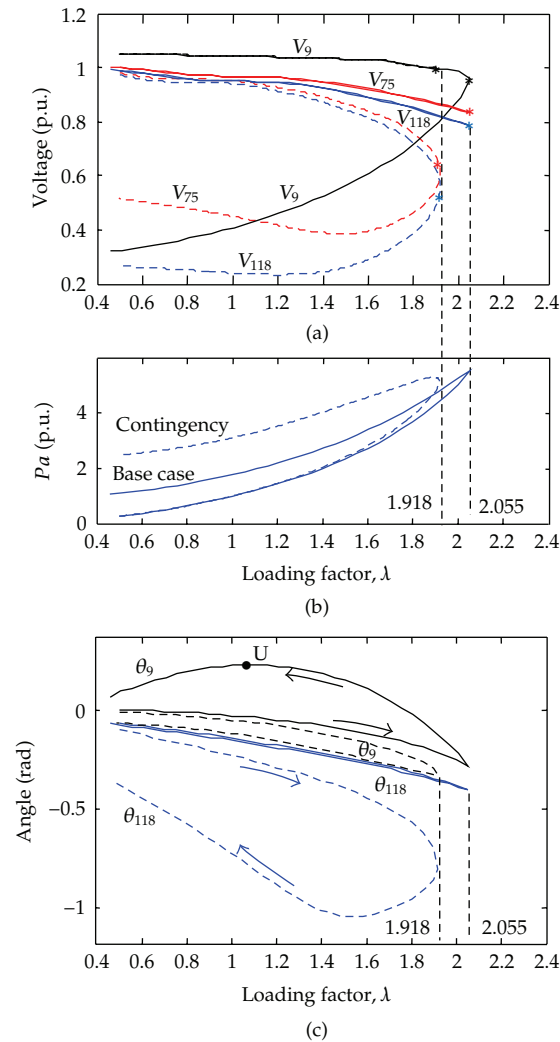 1.2
1
0.8
0.6
0.4
0.2
Voltage (p.u.)
V₉
V₇₅
V₁₁₈
V₇₅
V₉
V₁₁₈
0.4 0.6 0.8 1 1.2 1.4 1.6 1.8 2 2.2 2.4
(a)
4
2
0
Pa (p.u.)
Contingency
Base case
1.918
2.055
0.4 0.6 0.8 1 1.2 1.4 1.6 1.8 2 2.2 2.4
Loading factor, λ
(b)
0
−0.5
−1
Angle (rad)
θ₉
U
θ₉
θ₁₁₈
θ₁₁₈
1.918
2.055
0.4 0.6 0.8 1 1.2 1.4 1.6 1.8 2 2.2 2.4
Loading factor, λ
(c)